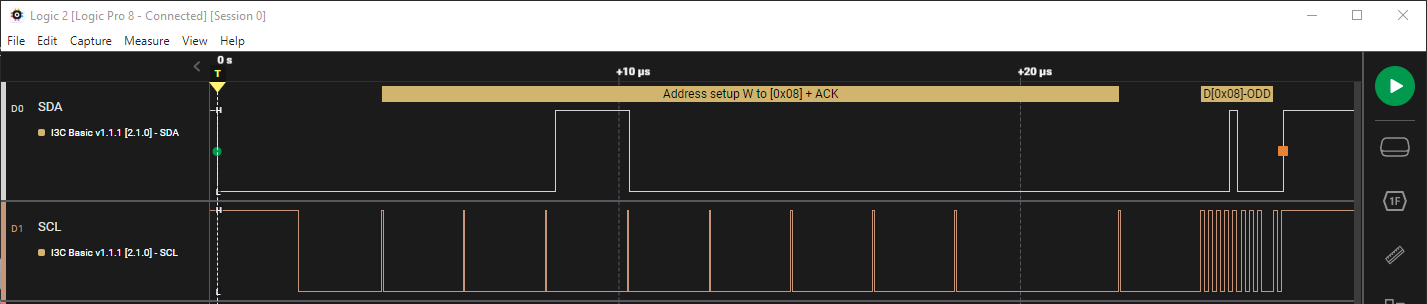 Logic 2 [Logic Pro 8 - Connected] [Session 0]
File Edit Capture Measure View Help
0 s
T
+10 µs
+20 µs
Address setup W to [0x08] + ACK
D[0x08]-ODD
D0 SDA
H
I3C Basic v1.1.1 [2.1.0] - SDA
L
D1 SCL
H
1F
I3C Basic v1.1.1 [2.1.0] - SCL
L